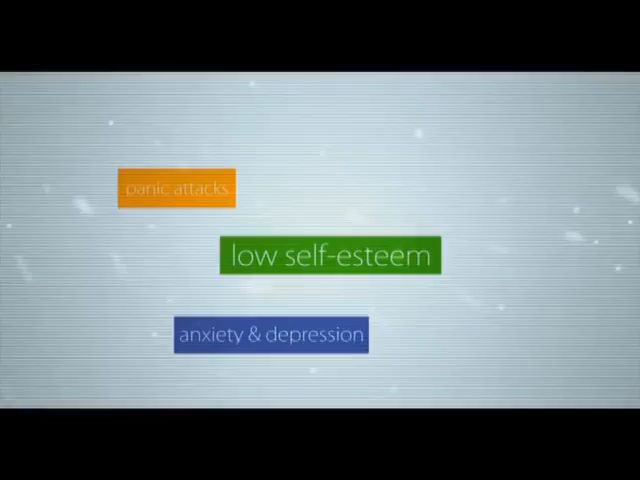 panic attacks
low self-esteem
anxiety & depression